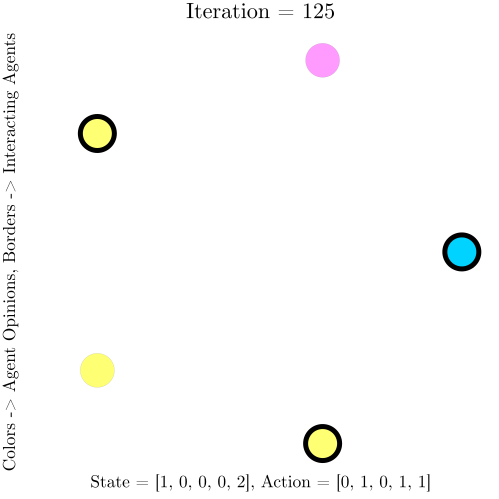 Iteration = 125
Colors -> Agent Opinions, Borders -> Interacting Agents
State = [1, 0, 0, 0, 2], Action = [0, 1, 0, 1, 1]